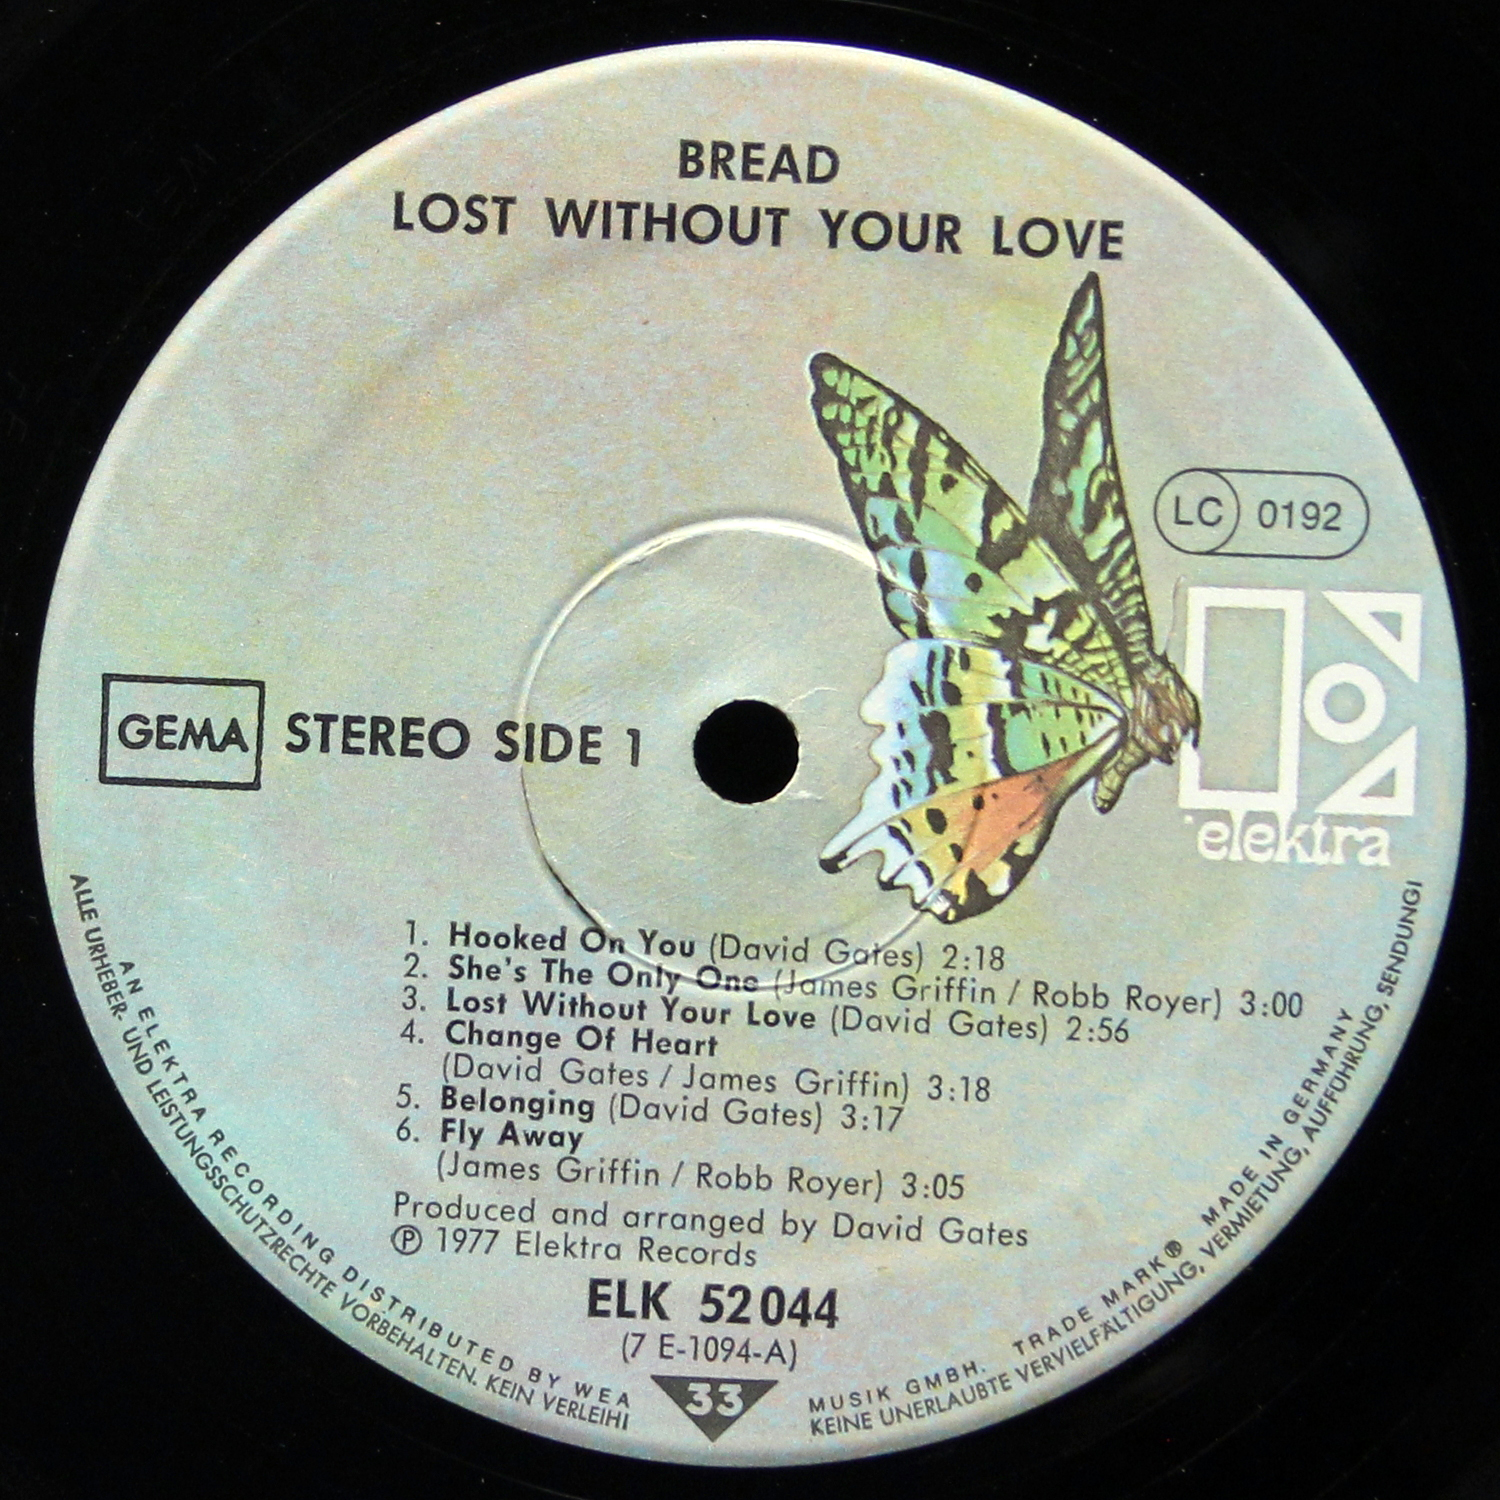 BREAD
LOST WITHOUT YOUR LOVE
LC 0192
GEMA STEREO SIDE 1
elektra
1. Hooked On You (David Gates) 2:18
2. She's The Only One (James Griffin / Robb Royer) 3:00
3. Lost Without Your Love (David Gates) 2:56
4. Change Of Heart
(David Gates / James Griffin) 3:18
5. Belonging (David Gates) 3:17
6. Fly Away
(James Griffin / Robb Royer) 3:05
Produced and arranged by David Gates
℗ 1977 Elektra Records
ELK 52 044
(7 E-1094-A)
33
AN ELEKTRA RECORDING DISTRIBUTED BY WEA MUSIK GMBH. TRADE MARK® MADE IN GERMANY
ALLE URHEBER- UND LEISTUNGSSCHUTZRECHTE VORBEHALTEN. KEIN VERLEIH! KEINE UNERLAUBTE VERVIELFÄLTIGUNG, VERMIETUNG, AUFFÜHRUNG, SENDUNG!